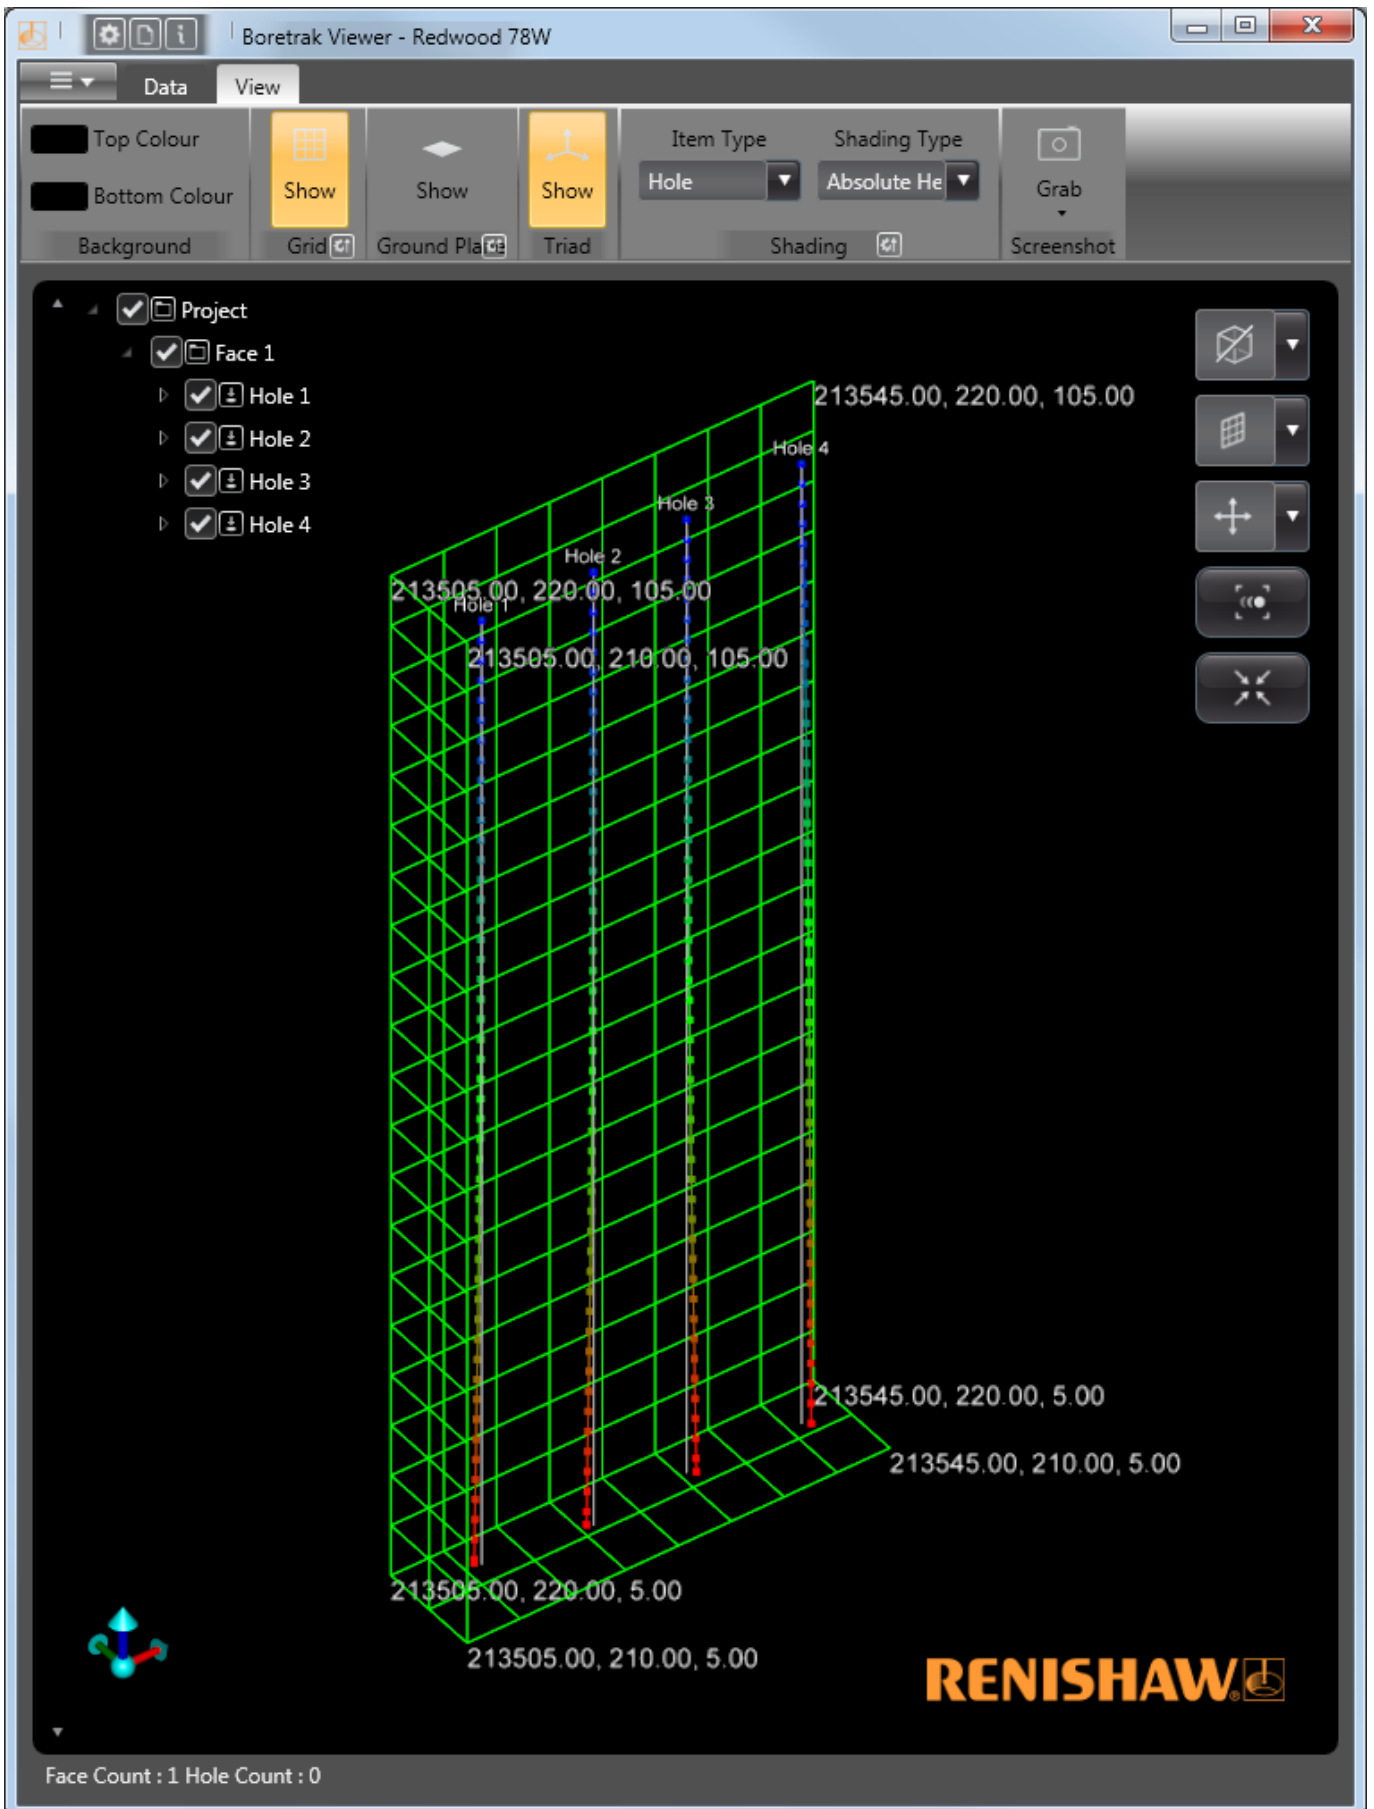 Boretrak Viewer - Redwood 78W
Data View
Top Colour
Bottom Colour
Background
Show
Grid
Show
Ground Plane
Show
Triad
Item Type Shading Type
Hole Absolute He
Shading
Grab
Screenshot
Project
Face 1
Hole 1
Hole 2
Hole 3
Hole 4
213545.00, 220.00, 105.00
Hole 4
Hole 3
Hole 2
213505.00, 220.00, 105.00
Hole 1
213505.00, 210.00, 105.00
213545.00, 220.00, 5.00
213545.00, 210.00, 5.00
213505.00, 220.00, 5.00
213505.00, 210.00, 5.00
RENISHAW®
Face Count : 1 Hole Count : 0